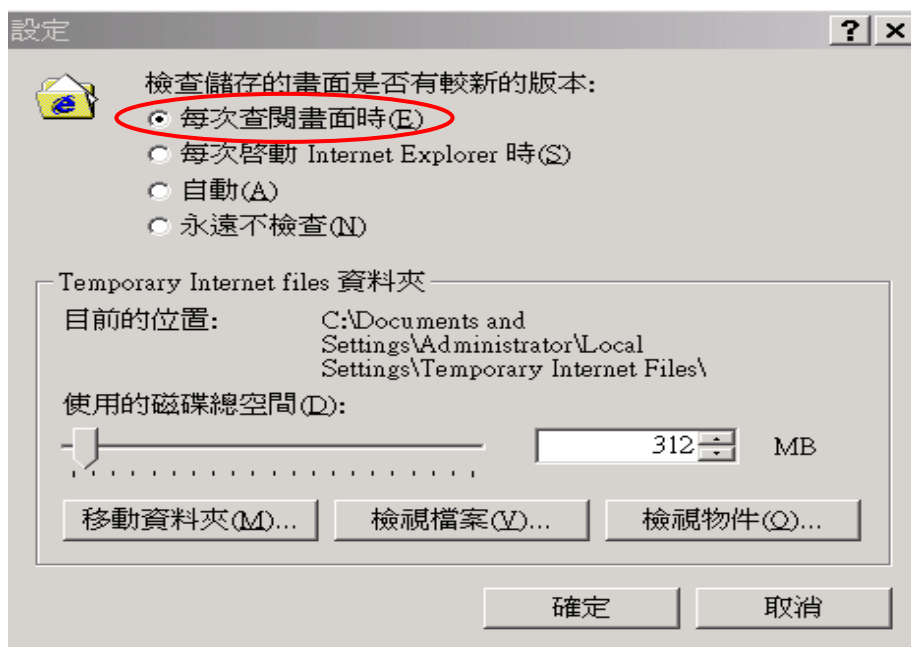 設定
檢查儲存的畫面是否有較新的版本:
每次查閱畫面時(E)
每次啓動 Internet Explorer 時(S)
自動(A)
永遠不檢查(N)
Temporary Internet files 資料夾
目前的位置: C:\Documents and
Settings\Administrator\Local
Settings\Temporary Internet Files\
使用的磁碟總空間(D):
312 MB
移動資料夾(M)... 檢視檔案(V)... 檢視物件(O)...
確定 取消